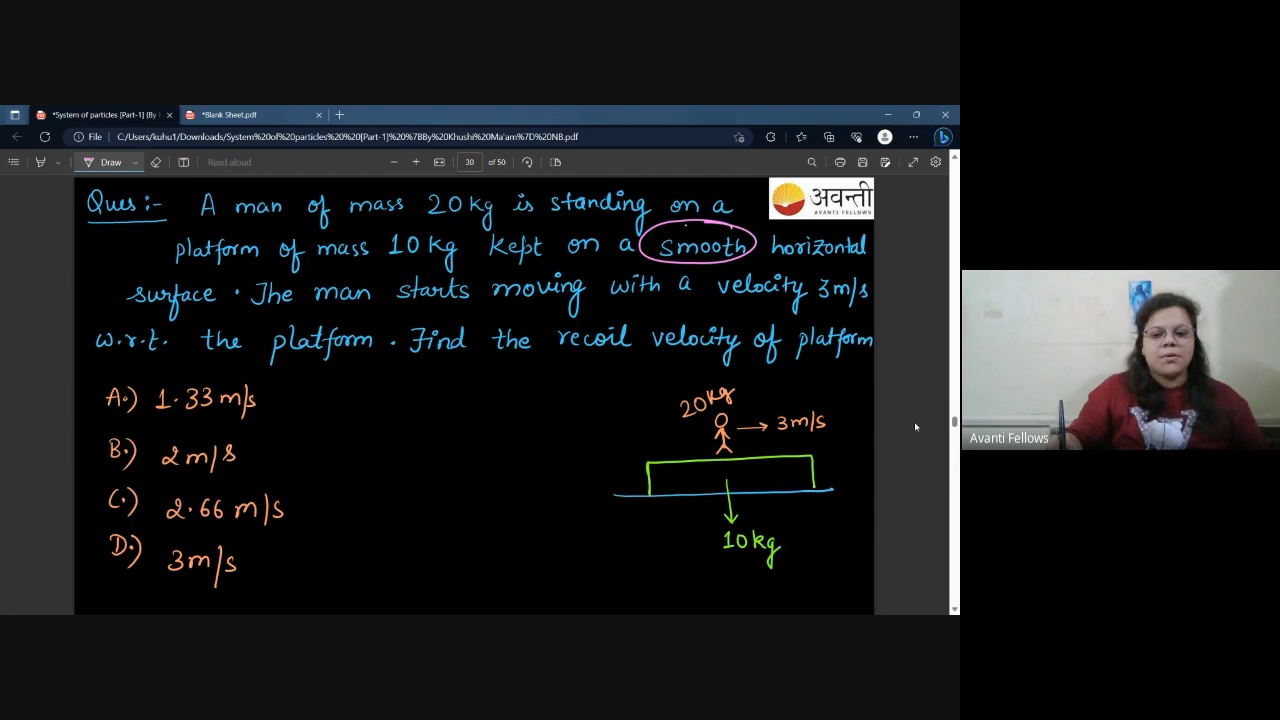 *System of particles [Part-1] (By I
*Blank Sheet.pdf
File
C:/Users/kuhu1/Downloads/System%20of%20particles%20%20[Part-1]%20%7BBy%20Khushi%20Ma'am%7D%20NB.pdf
Draw
Read aloud
30 of 50
Ques:- A man of mass 20kg is standing on a
अवन्ती
AVANTI FELLOWS
platform of mass 10kg kept on a smooth horizontal
surface. The man starts moving with a velocity 3m/s
w.r.t. the platform. Find the recoil velocity of platform
A.) 1.33 m/s
B.) 2m/s
C.) 2.66 m/s
D.) 3m/s
20kg
3m/s
10kg
Avanti Fellows